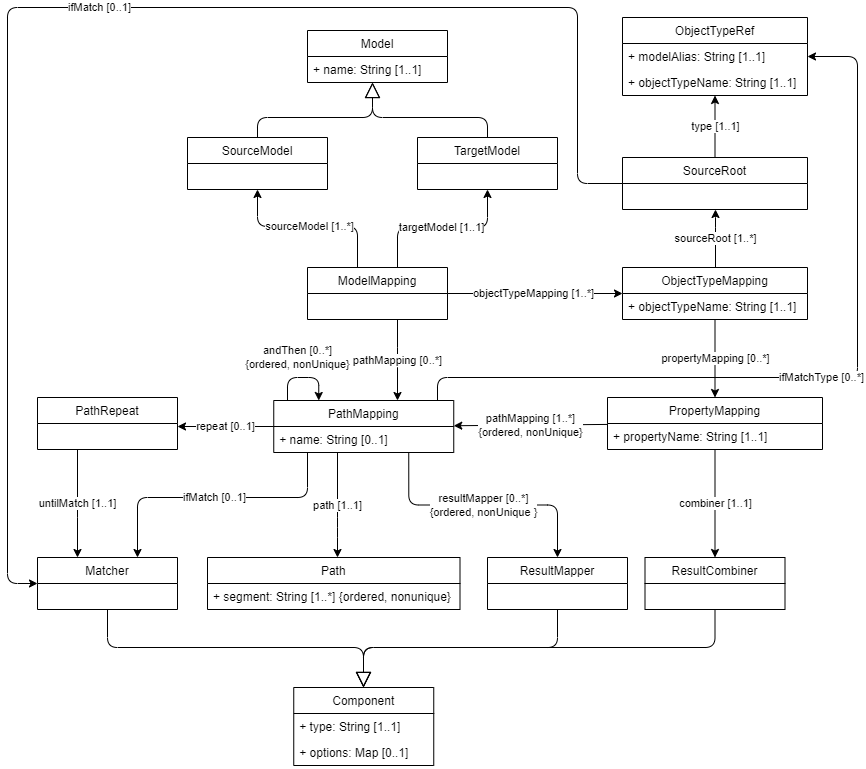 ifMatch [0..1]
ObjectTypeRef
+ modelAlias: String [1..1]
+ objectTypeName: String [1..1]
Model
+ name: String [1..1]
type [1..1]
SourceModel
TargetModel
SourceRoot
sourceModel [1..*]
targetModel [1..1]
sourceRoot [1..*]
ModelMapping
objectTypeMapping [1..*]
ObjectTypeMapping
+ objectTypeName: String [1..1]
andThen [0..*]
{ordered, nonUnique}
pathMapping [0..*]
propertyMapping [0..*]
ifMatchType [0..*]
PathRepeat
repeat [0..1]
PathMapping
+ name: String [0..1]
pathMapping [1..*]
{ordered, nonUnique}
PropertyMapping
+ propertyName: String [1..1]
untilMatch [1..1]
ifMatch [0..1]
path [1..1]
resultMapper [0..*]
{ordered, nonUnique }
combiner [1..1]
Matcher
Path
+ segment: String [1..*] {ordered, nonunique}
ResultMapper
ResultCombiner
Component
+ type: String [1..1]
+ options: Map [0..1]